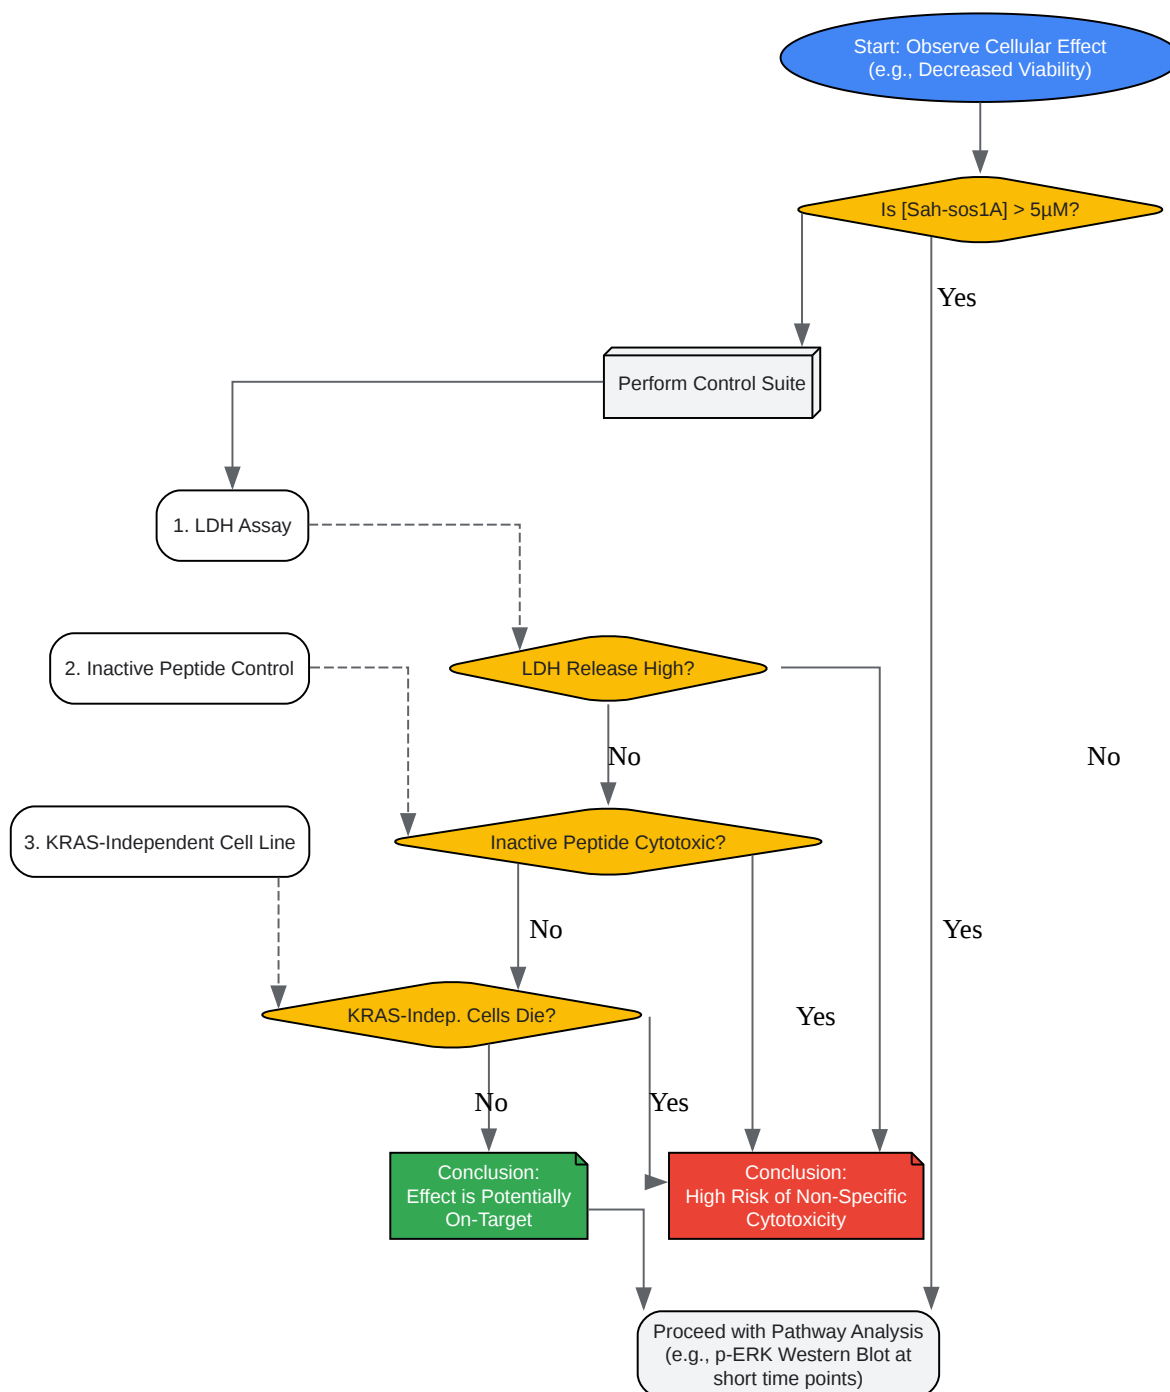 Start: Observe Cellular Effect
(e.g., Decreased Viability)
Is [Sah-sos1A] > 5µM?
Yes
Perform Control Suite
1. LDH Assay
2. Inactive Peptide Control
LDH Release High?
No
No
3. KRAS-Independent Cell Line
Inactive Peptide Cytotoxic?
No
Yes
KRAS-Indep. Cells Die?
Yes
No
Yes
Conclusion:
Effect is Potentially
On-Target
Conclusion:
High Risk of Non-Specific
Cytotoxicity
Proceed with Pathway Analysis
(e.g., p-ERK Western Blot at
short time points)